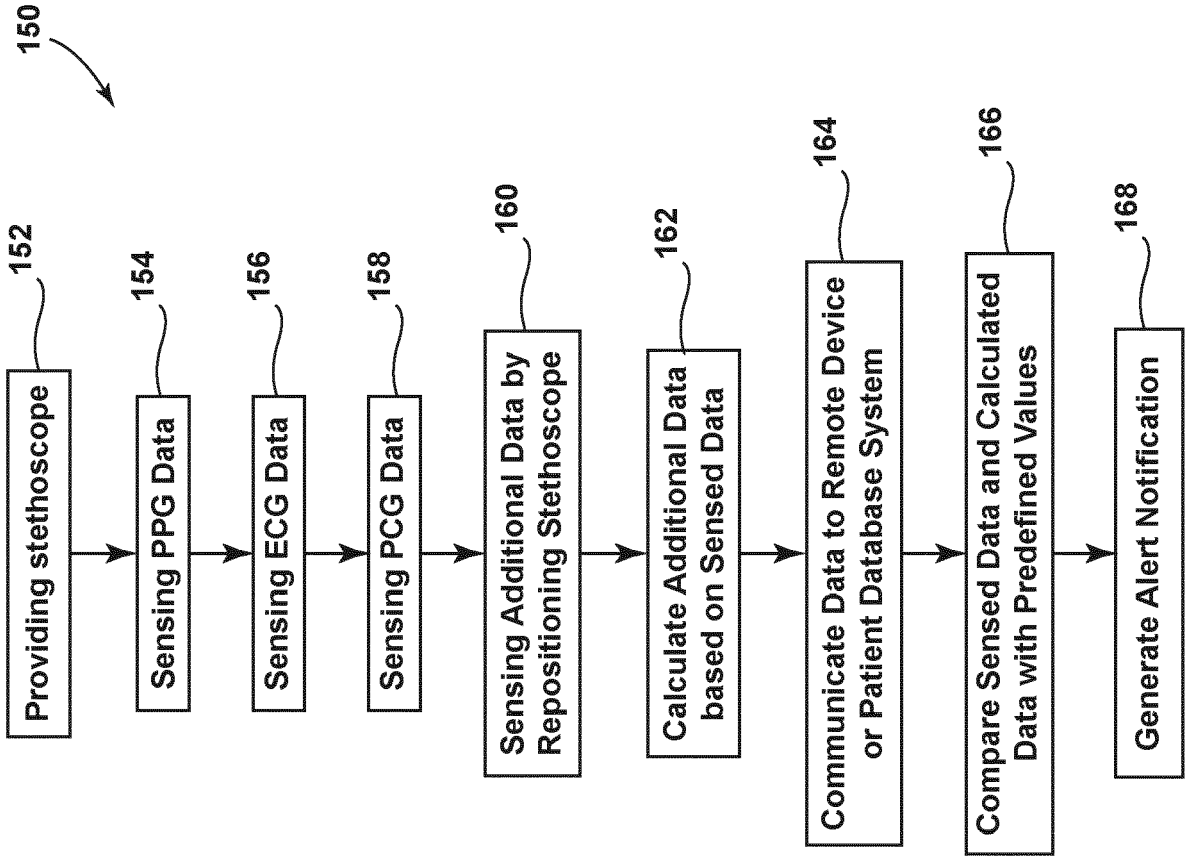 150
Providing stethoscope
152
Sensing PPG Data
154
Sensing ECG Data
156
Sensing PCG Data
158
Sensing Additional Data by
Repositioning Stethoscope
160
Calculate Additional Data
based on Sensed Data
162
Communicate Data to Remote Device
or Patient Database System
164
Compare Sensed Data and Calculated
Data with Predefined Values
166
Generate Alert Notification
168